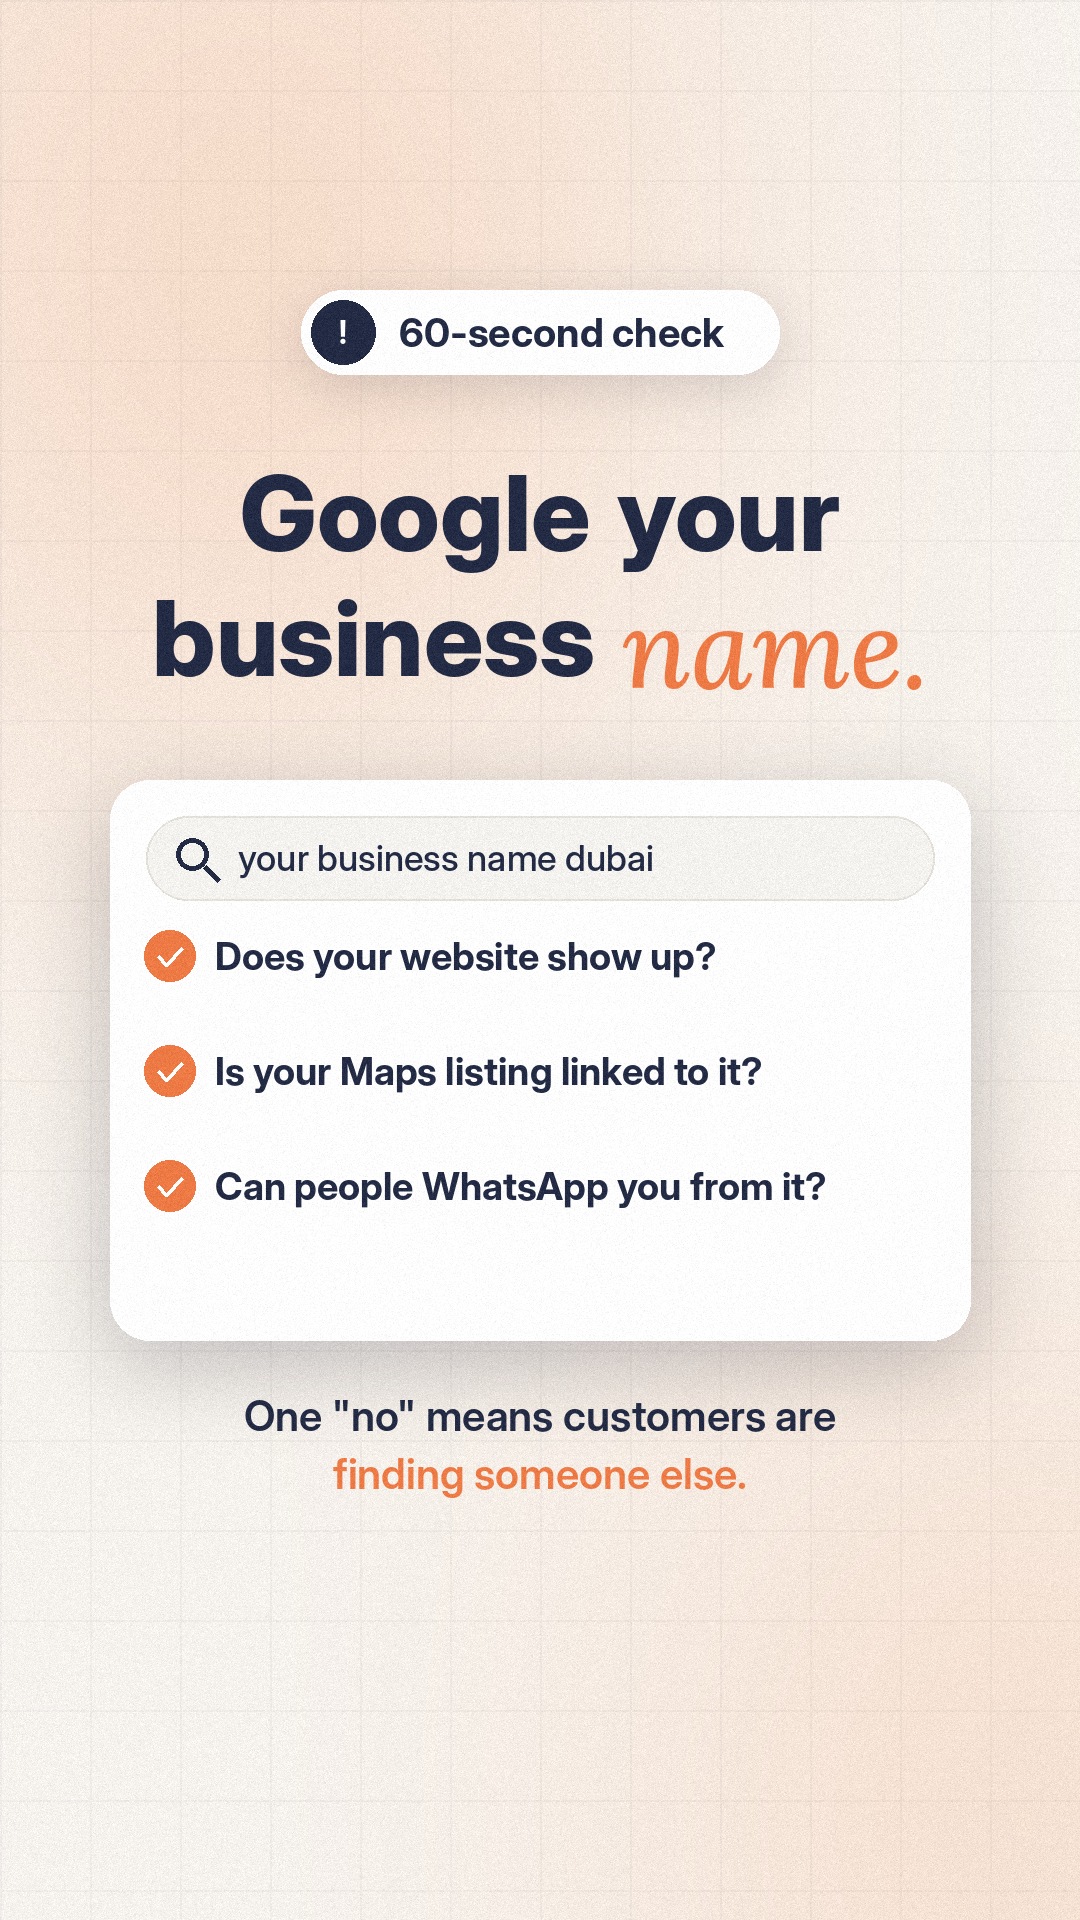 ! 60-second check
Google your
business name.
your business name dubai
Does your website show up?
Is your Maps listing linked to it?
Can people WhatsApp you from it?
One "no" means customers are
finding someone else.